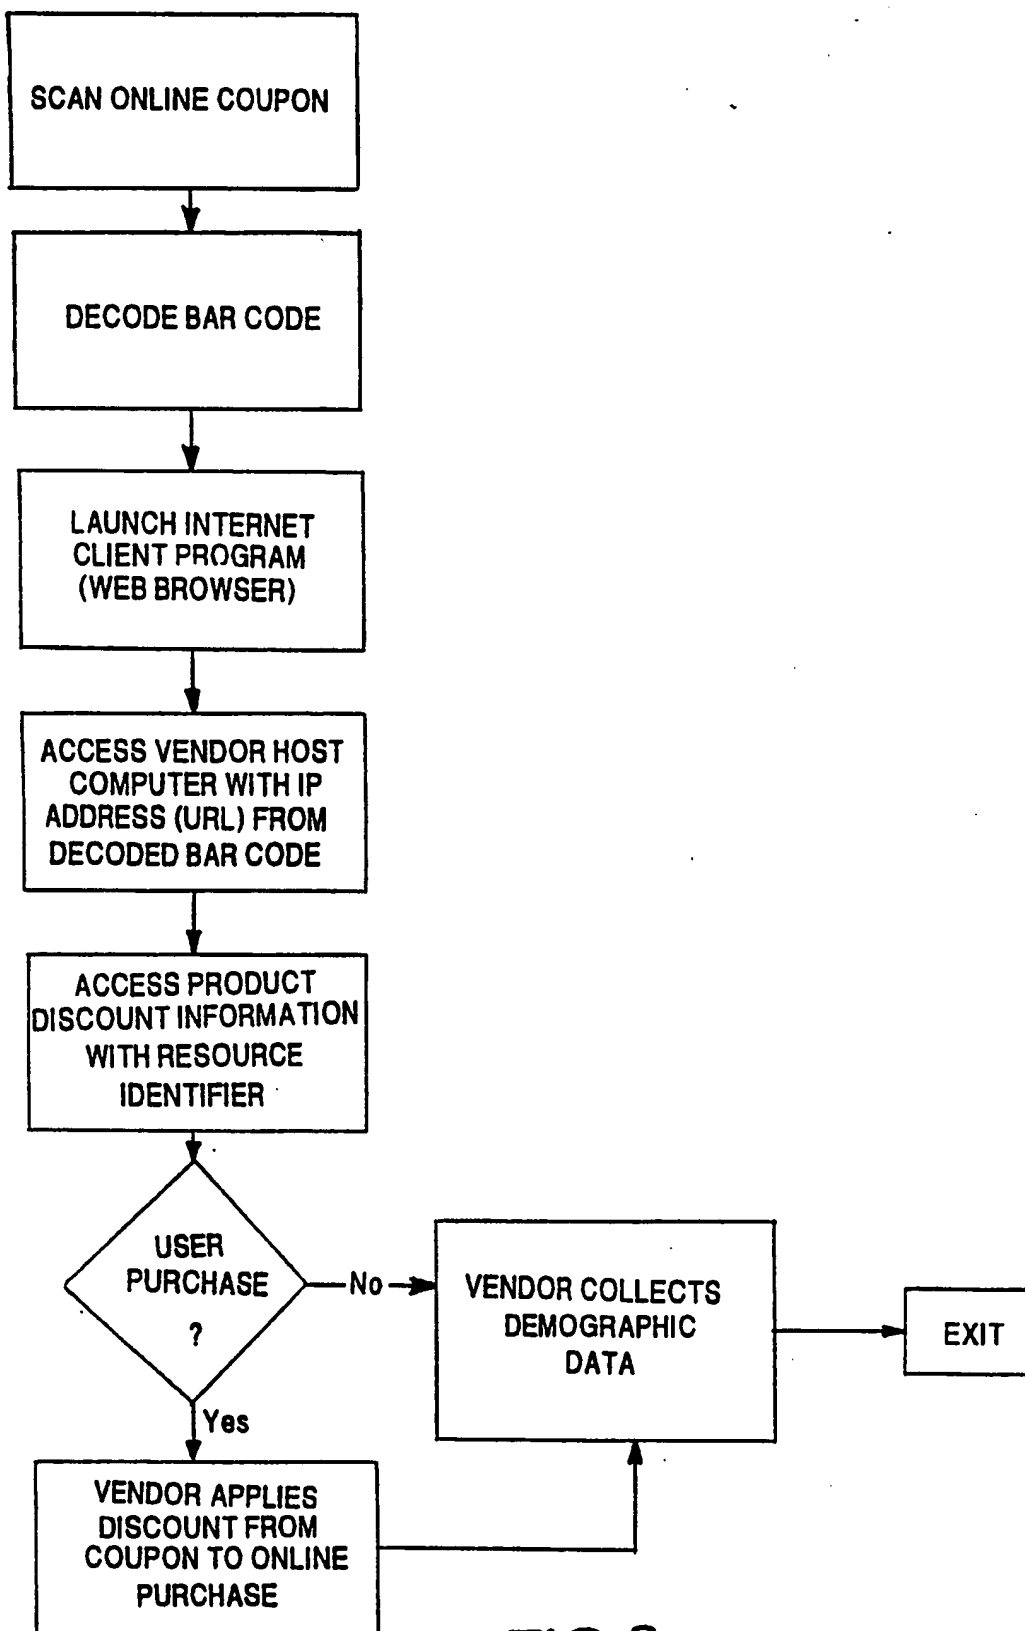 SCAN ONLINE COUPON
DECODE BAR CODE
LAUNCH INTERNET
CLIENT PROGRAM
(WEB BROWSER)
ACCESS VENDOR HOST
COMPUTER WITH IP
ADDRESS (URL) FROM
DECODED BAR CODE
ACCESS PRODUCT
DISCOUNT INFORMATION
WITH RESOURCE
IDENTIFIER
USER
PURCHASE
?
No
VENDOR COLLECTS
DEMOGRAPHIC
DATA
EXIT
Yes
VENDOR APPLIES
DISCOUNT FROM
COUPON TO ONLINE
PURCHASE